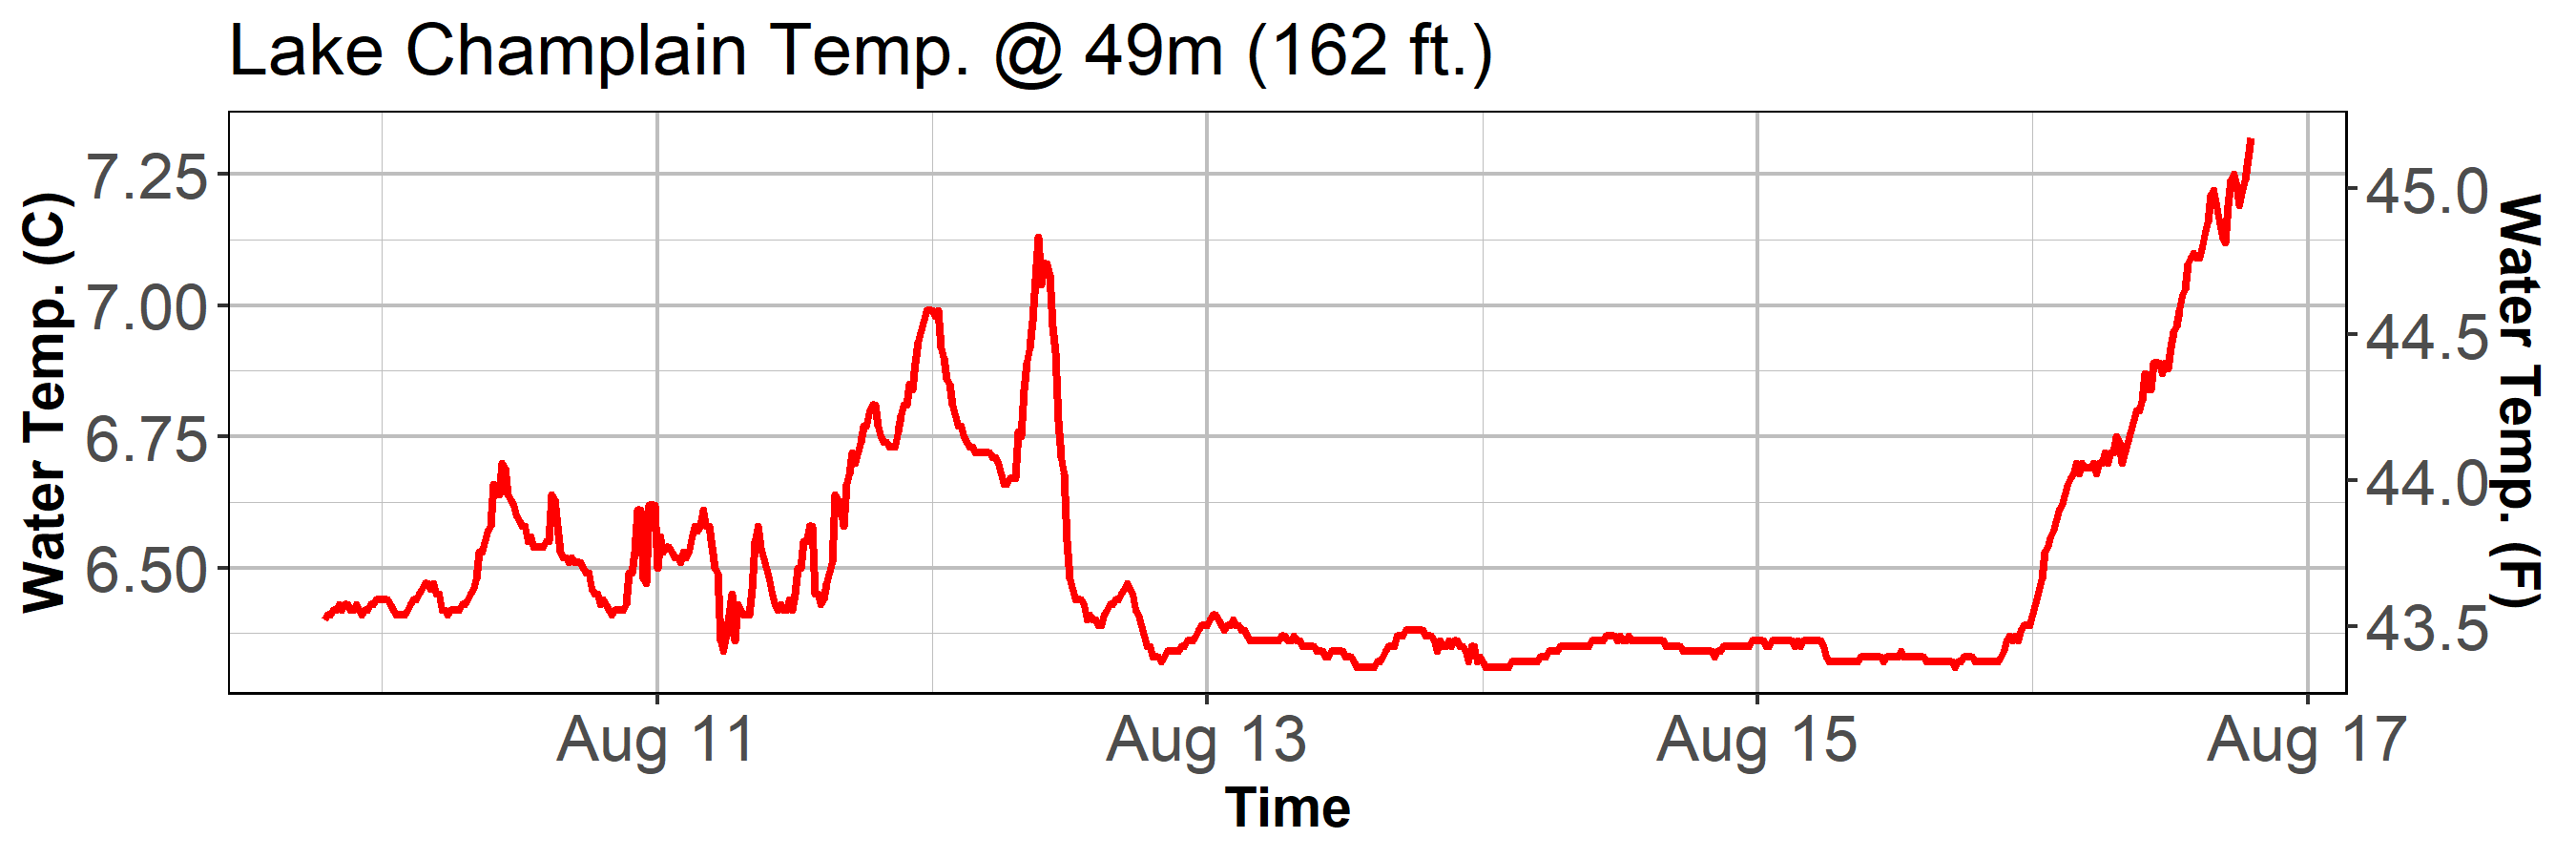 Lake Champlain Temp. @ 49m (162 ft.)
Water Temp. (C)
7.25
7.00
6.75
6.50
45.0
44.5
44.0
43.5
Water Temp. (F)
Aug 11
Aug 13
Aug 15
Aug 17
Time